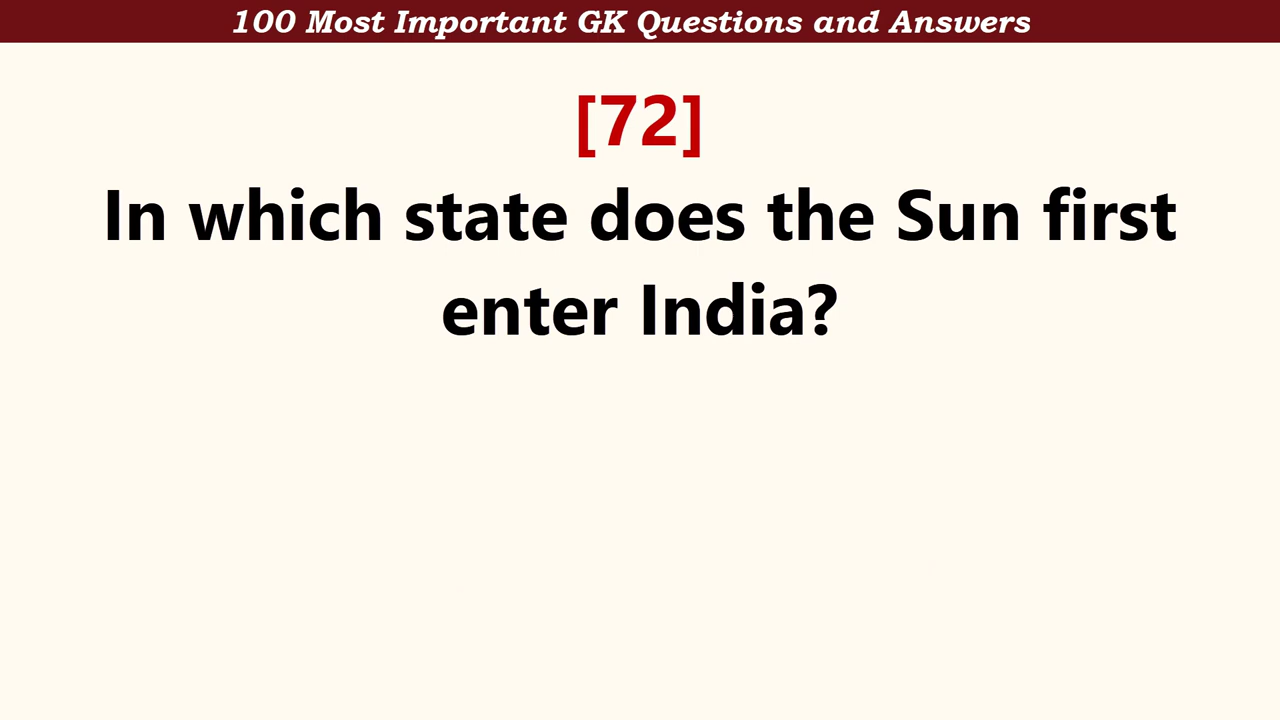 100 Most Important GK Questions and Answers
[72]
In which state does the Sun first
enter India?